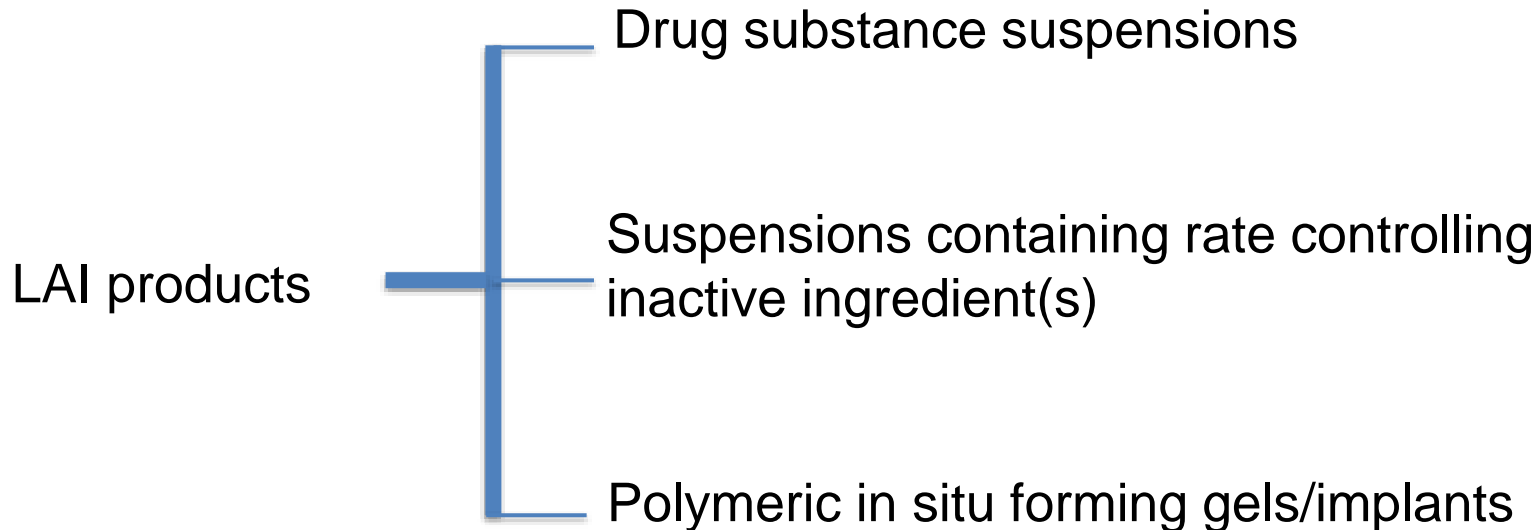 Drug substance suspensions
Suspensions containing rate controlling
inactive ingredient(s)
LAI products
Polymeric in situ forming gels/implants